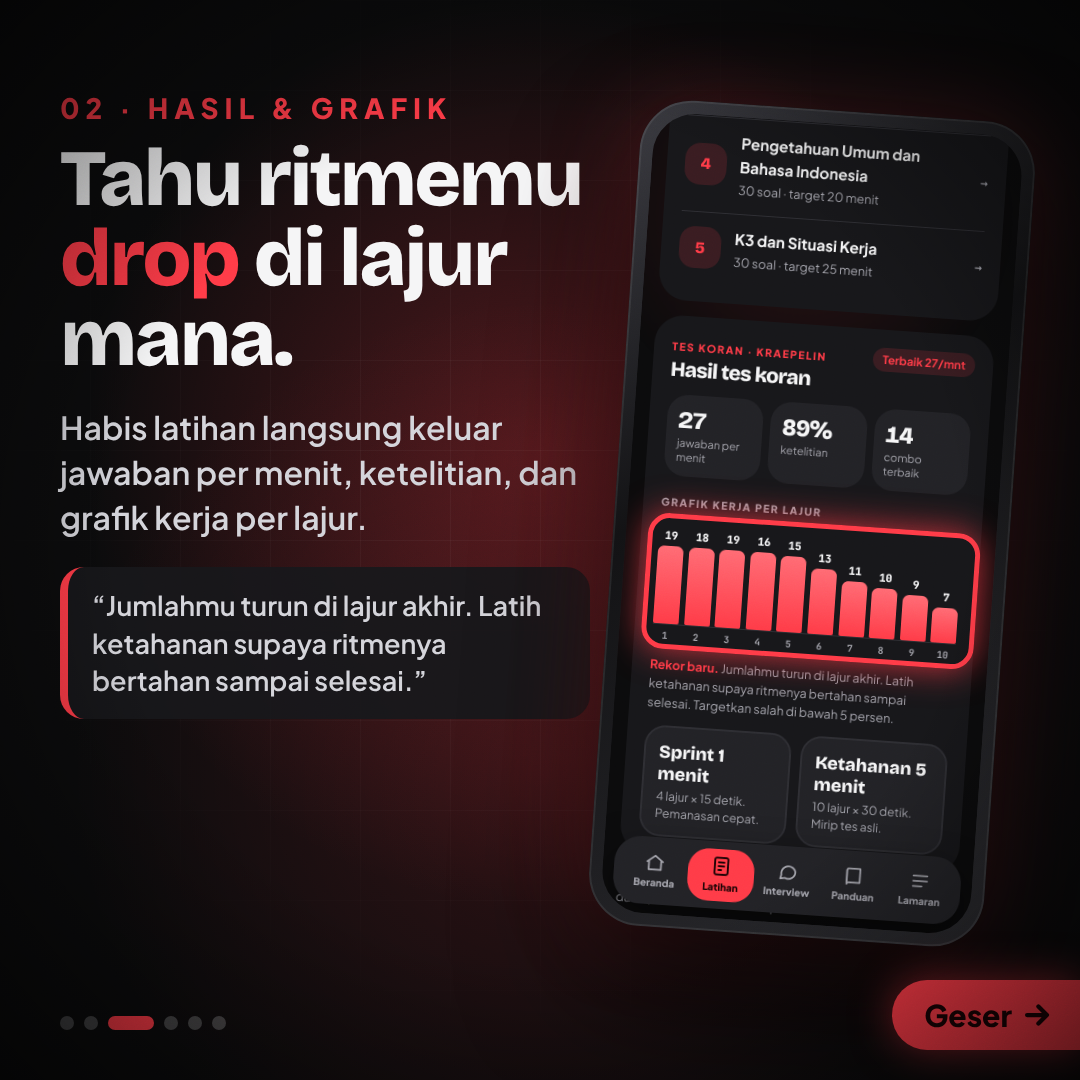 02 · HASIL & GRAFIK
Tahu ritmemu
drop di lajur
mana.
Habis latihan langsung keluar
jawaban per menit, ketelitian, dan
grafik kerja per lajur.
“Jumlahmu turun di lajur akhir. Latih
ketahanan supaya ritmenya
bertahan sampai selesai.”
4
Pengetahuan Umum dan
Bahasa Indonesia
30 soal · target 20 menit
→
5
K3 dan Situasi Kerja
30 soal · target 25 menit
→
TES KORAN · KRAEPELIN
Hasil tes koran
Terbaik 27/mnt
27
jawaban per
menit
89%
ketelitian
14
combo
terbaik
GRAFIK KERJA PER LAJUR
19 18 19 16 15 13 11 10 9 7
1 2 3 4 5 6 7 8 9 10
Rekor baru. Jumlahmu turun di lajur akhir. Latih
ketahanan supaya ritmenya bertahan sampai
selesai. Targetkan salah di bawah 5 persen.
Sprint 1
menit
4 lajur × 15 detik.
Pemanasan cepat.
Ketahanan 5
menit
10 lajur × 30 detik.
Mirip tes asli.
Beranda
Latihan
Interview
Panduan
Lamaran
Geser →